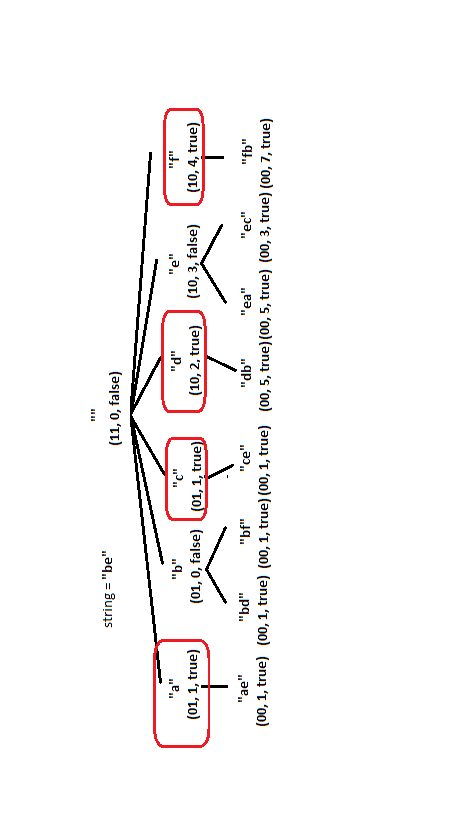 ""
string = "be"
(11, 0, false)
"a" "b" "c" "d" "e" "f"
(01, 1, true) (01, 0, false) (01, 1, true) (10, 2, true) (10, 3, false) (10, 4, true)
"ae" "bd" "bf" "ce" "db" "ea" "ec" "fb"
(00, 1, true) (00, 1, true) (00, 1, true) (00, 1, true) (00, 5, true) (00, 5, true) (00, 3, true) (00, 7, true)